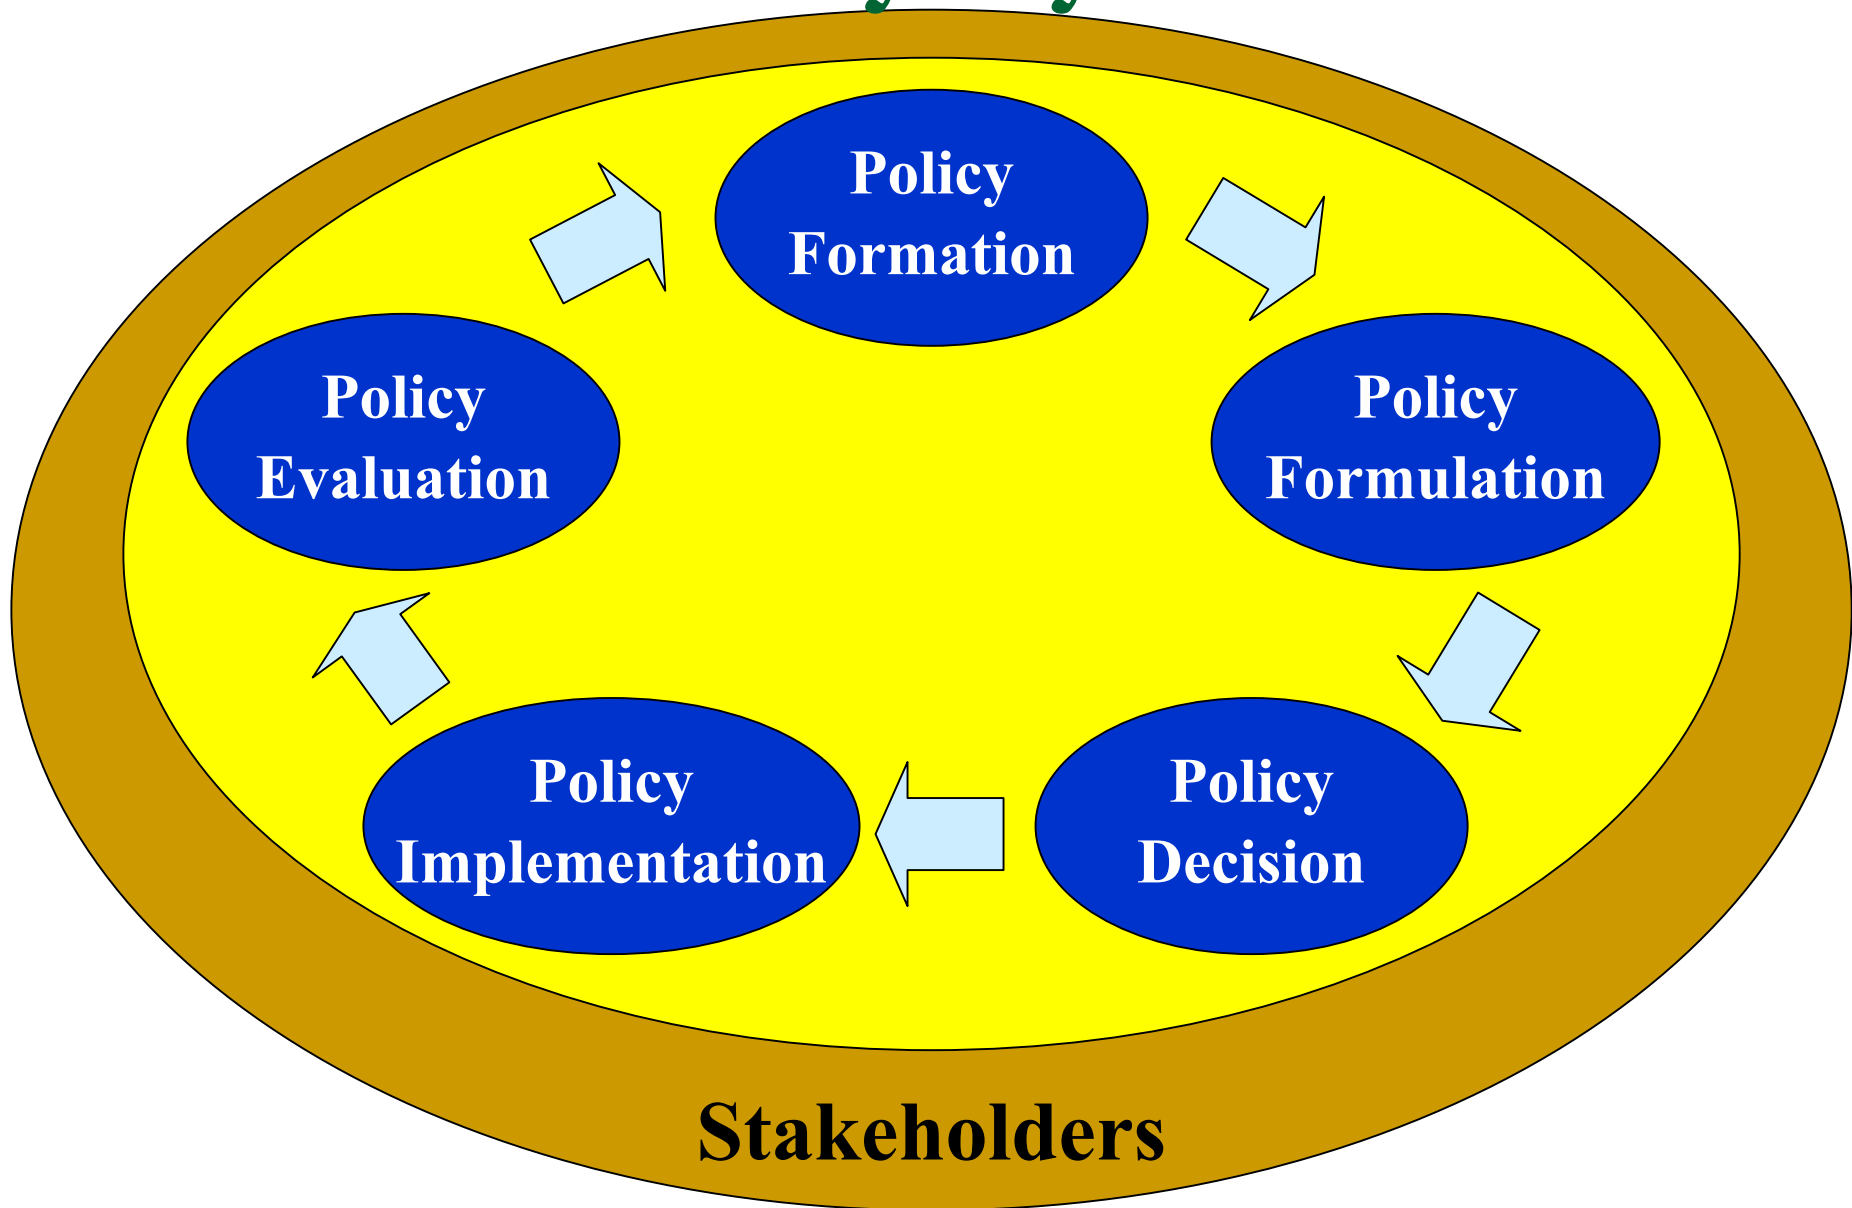 Policy
Formation
Policy
Formulation
Policy
Decision
Policy
Implementation
Policy
Evaluation
Stakeholders